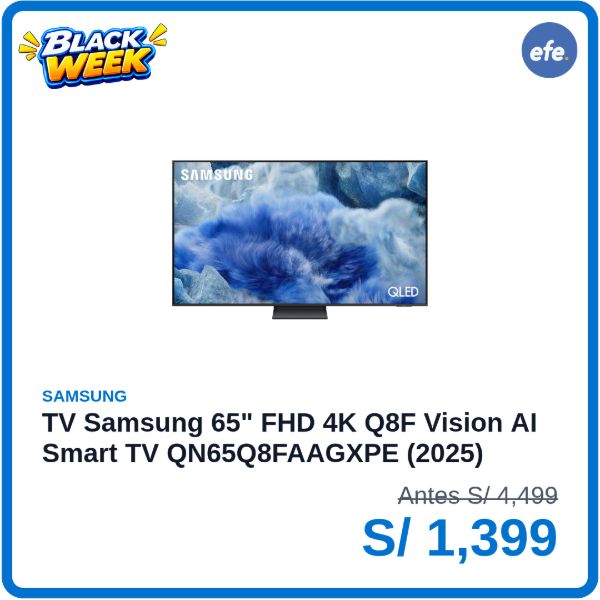 BLACK
WEEK
efe.
SAMSUNG
QLED
SAMSUNG
TV Samsung 65" FHD 4K Q8F Vision AI
Smart TV QN65Q8FAAGXPE (2025)
Antes S/ 4,499
S/ 1,399